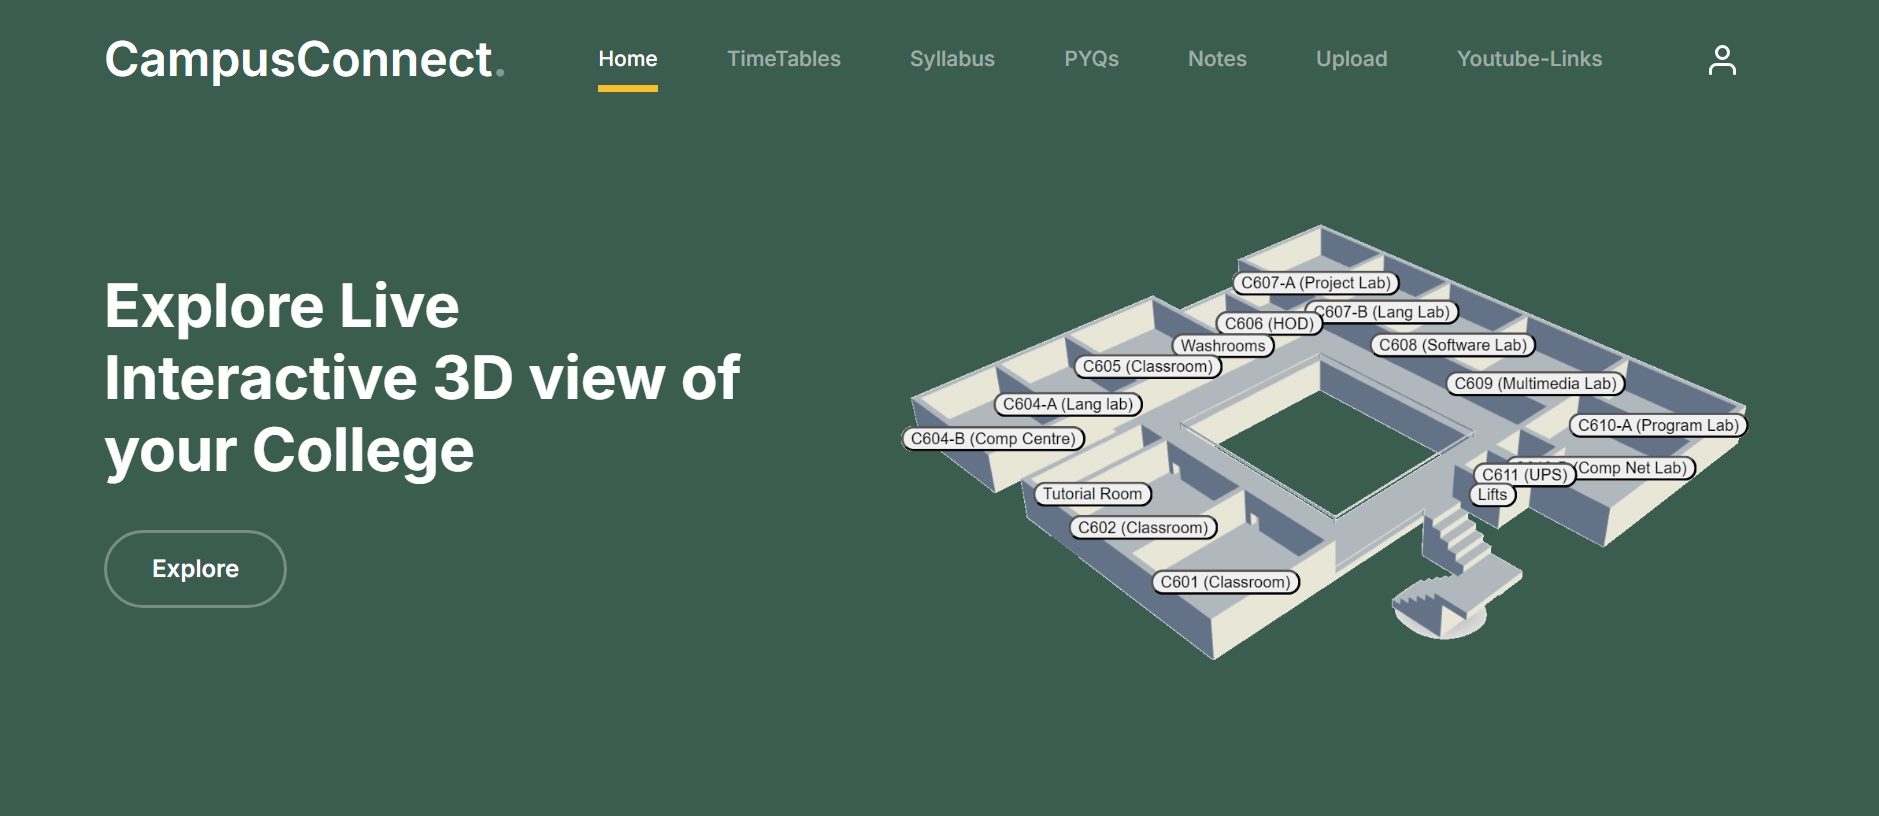 CampusConnect.
Home
TimeTables
Syllabus
PYQs
Notes
Upload
Youtube-Links
Explore Live
Interactive 3D view of
your College
Explore
C607-A (Project Lab)
C607-B (Lang Lab)
C606 (HOD)
Washrooms
C608 (Software Lab)
C605 (Classroom)
C609 (Multimedia Lab)
C604-A (Lang lab)
C610-A (Program Lab)
C604-B (Comp Centre)
(Comp Net Lab)
C611 (UPS)
Lifts
Tutorial Room
C602 (Classroom)
C601 (Classroom)